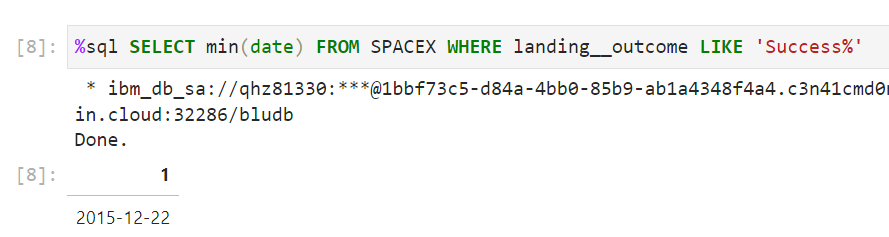 [8]: %sql SELECT min(date) FROM SPACEX WHERE landing__outcome LIKE 'Success%'
* ibm_db_sa://qhz81330:***@1bbf73c5-d84a-4bb0-85b9-ab1a4348f4a4.c3n41cmd0
in.cloud:32286/bludb
Done.
[8]: 1
2015-12-22